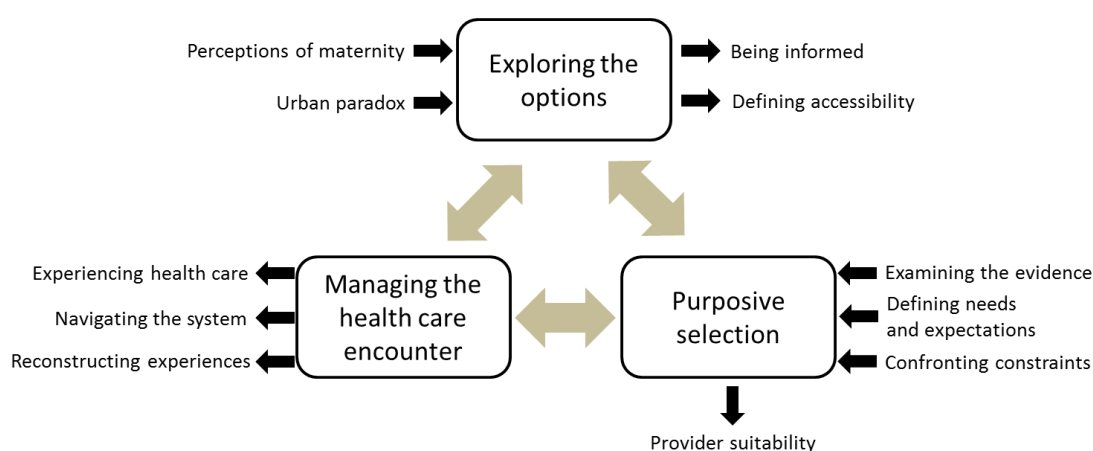 Perceptions of maternity
Urban paradox
Exploring the
options
Being informed
Defining accessibility
Experiencing health care
Navigating the system
Reconstructing experiences
Managing the
health care
encounter
Purposive
selection
Examining the evidence
Defining needs
and expectations
Confronting constraints
Provider suitability